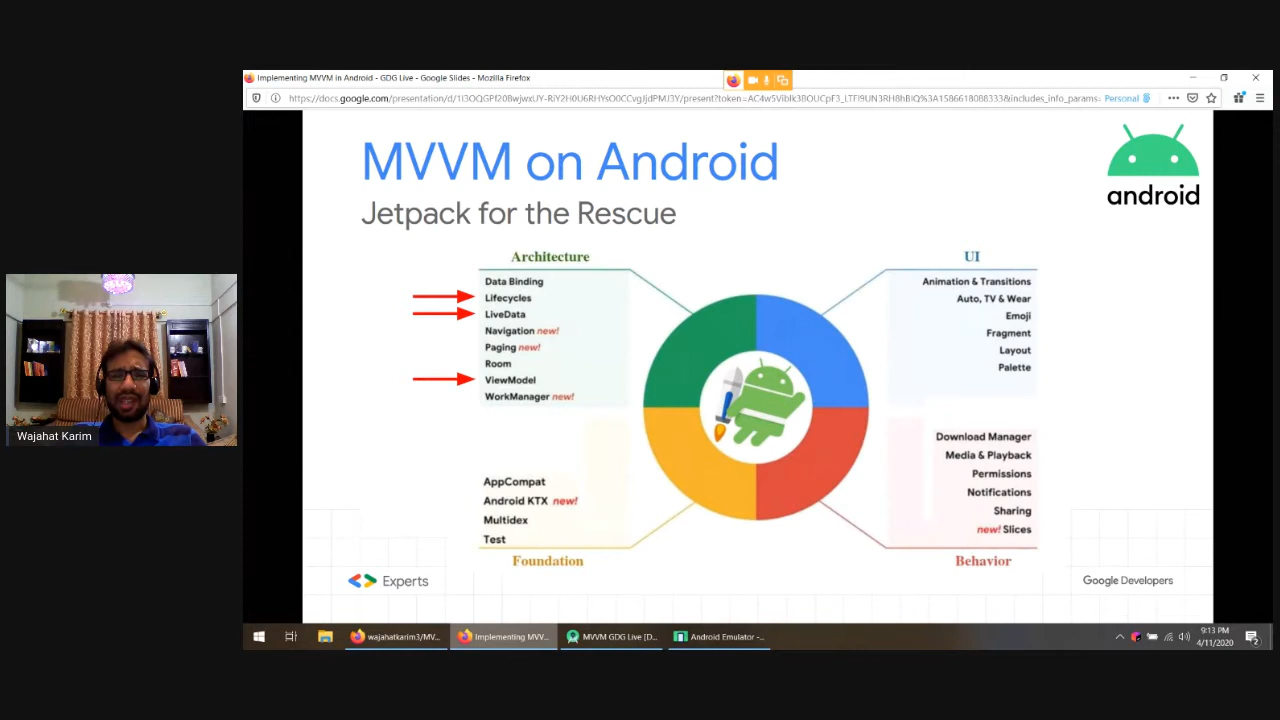 Implementing MVVM in Android - GDG Live - Google Slides - Mozilla Firefox
Personal
MVVM on Android
android
Jetpack for the Rescue
Architecture
Data Binding
Lifecycles
LiveData
Navigation new!
Paging new!
Room
ViewModel
WorkManager new!
UI
Animation & Transitions
Auto, TV & Wear
Emoji
Fragment
Layout
Palette
AppCompat
Android KTX new!
Multidex
Test
Foundation
Download Manager
Media & Playback
Permissions
Notifications
Sharing
new! Slices
Behavior
Experts
Google Developers
Wajahat Karim
wajahatkarim3/MV...
Implementing MVV...
MVVM GDG Live [D...
Android Emulator -...
9:13 PM
4/11/2020
2